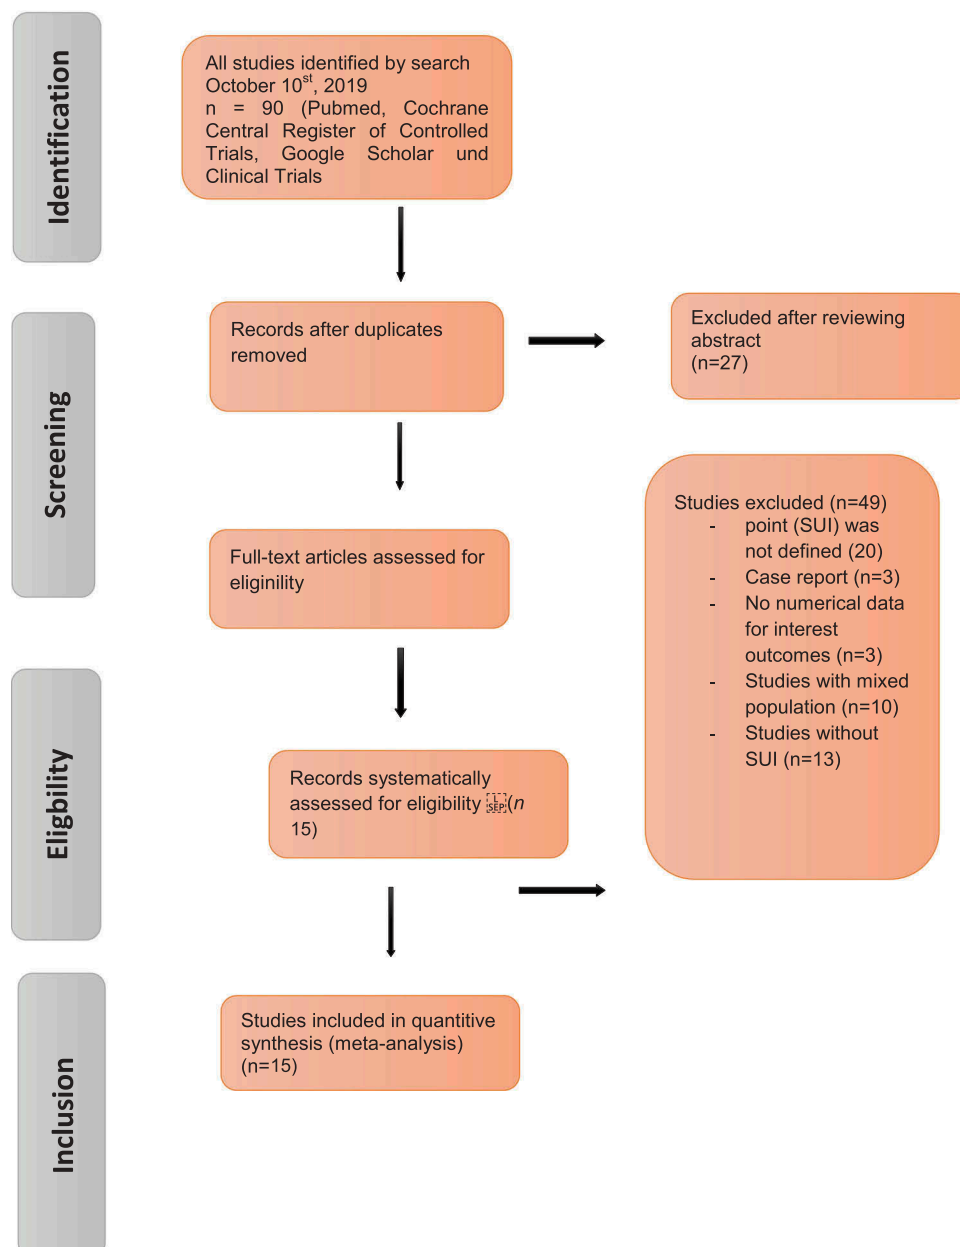 Identification
All studies identified by search
October 10st, 2019
n = 90 (Pubmed, Cochrane
Central Register of Controlled
Trials, Google Scholar und
Clinical Trials
Screening
Records after duplicates
removed
Excluded after reviewing
abstract
(n=27)
Full-text articles assessed for
eliginility
Studies excluded (n=49)
- point (SUI) was
not defined (20)
- Case report (n=3)
- No numerical data
for interest
outcomes (n=3)
- Studies with mixed
population (n=10)
- Studies without
SUI (n=13)
Eligbility
Records systematically
assessed for eligibility L SEP (n
15)
Inclusion
Studies included in quantitive
synthesis (meta-analysis)
(n=15)